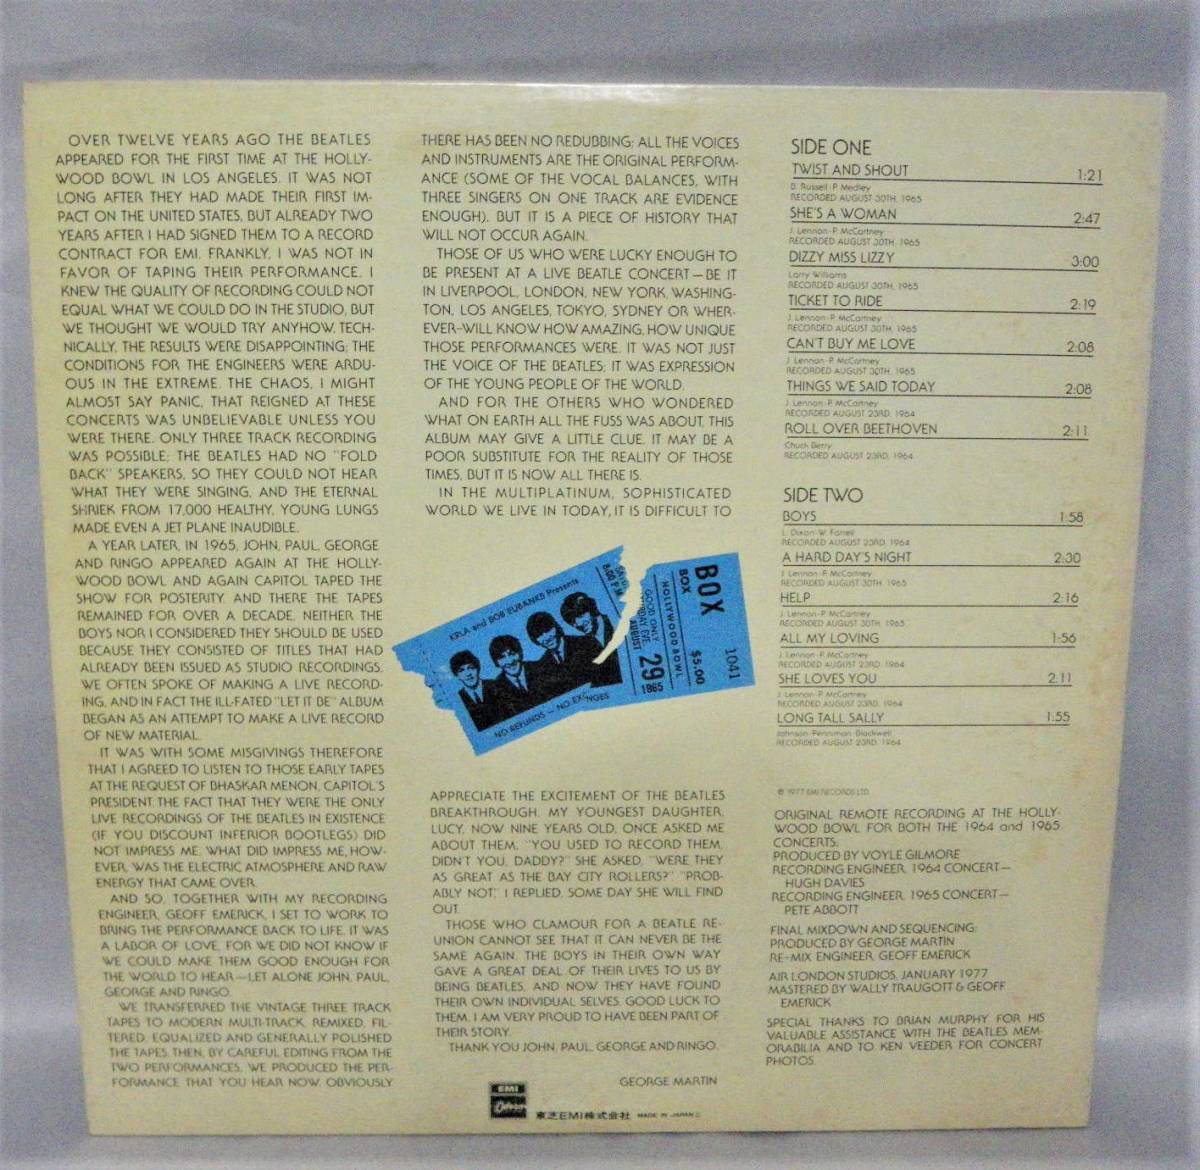 OVER TWELVE YEARS AGO THE BEATLES
APPEARED FOR THE FIRST TIME AT THE HOLLY-
WOOD BOWL IN LOS ANGELES. IT WAS NOT
LONG AFTER THEY HAD MADE THEIR FIRST IM-
PACT ON THE UNITED STATES, BUT ALREADY TWO
YEARS AFTER I HAD SIGNED THEM TO A RECORD
CONTRACT FOR EMI. FRANKLY, I WAS NOT IN
FAVOR OF TAPING THEIR PERFORMANCE. I
KNEW THE QUALITY OF RECORDING COULD NOT
EQUAL WHAT WE COULD DO IN THE STUDIO, BUT
WE THOUGHT WE WOULD TRY ANYHOW. TECH-
NICALLY, THE RESULTS WERE DISAPPOINTING; THE
CONDITIONS FOR THE ENGINEERS WERE ARDU-
OUS IN THE EXTREME. THE CHAOS, I MIGHT
ALMOST SAY PANIC, THAT REIGNED AT THESE
CONCERTS WAS UNBELIEVABLE UNLESS YOU
WERE THERE. ONLY THREE TRACK RECORDING
WAS POSSIBLE; THE BEATLES HAD NO "FOLD
BACK" SPEAKERS, SO THEY COULD NOT HEAR
WHAT THEY WERE SINGING, AND THE ETERNAL
SHRIEK FROM 17,000 HEALTHY, YOUNG LUNGS
MADE EVEN A JET PLANE INAUDIBLE.
A YEAR LATER, IN 1965, JOHN, PAUL, GEORGE
AND RINGO APPEARED AGAIN AT THE HOLLY-
WOOD BOWL AND AGAIN CAPITOL TAPED THE
SHOW FOR POSTERITY. AND THERE THE TAPES
REMAINED FOR OVER A DECADE. NEITHER THE
BOYS NOR I CONSIDERED THEY SHOULD BE USED
BECAUSE THEY CONSISTED OF TITLES THAT HAD
ALREADY BEEN ISSUED AS STUDIO RECORDINGS.
WE OFTEN SPOKE OF MAKING A LIVE RECORD-
ING, AND IN FACT THE ILL-FATED "LET IT BE" ALBUM
BEGAN AS AN ATTEMPT TO MAKE A LIVE RECORD
OF NEW MATERIAL.
IT WAS WITH SOME MISGIVINGS THEREFORE
THAT I AGREED TO LISTEN TO THOSE EARLY TAPES
AT THE REQUEST OF BHASKAR MENON, CAPITOL'S
PRESIDENT. THE FACT THAT THEY WERE THE ONLY
LIVE RECORDINGS OF THE BEATLES IN EXISTENCE
(IF YOU DISCOUNT INFERIOR BOOTLEGS) DID
NOT IMPRESS ME. WHAT DID IMPRESS ME, HOW-
EVER, WAS THE ELECTRIC ATMOSPHERE AND RAW
ENERGY THAT CAME OVER.
AND SO, TOGETHER WITH MY RECORDING
ENGINEER, GEOFF EMERICK, I SET TO WORK TO
BRING THE PERFORMANCE BACK TO LIFE. IT WAS
A LABOR OF LOVE, FOR WE DID NOT KNOW IF
WE COULD MAKE THEM GOOD ENOUGH FOR
THE WORLD TO HEAR—LET ALONE JOHN, PAUL,
GEORGE AND RINGO.
WE TRANSFERRED THE VINTAGE THREE TRACK
TAPES TO MODERN MULTI-TRACK, REMIXED, FIL-
TERED, EQUALIZED AND GENERALLY POLISHED
THE TAPES. THEN, BY CAREFUL EDITING FROM THE
TWO PERFORMANCES, WE PRODUCED THE PER-
FORMANCE THAT YOU HEAR NOW. OBVIOUSLY
THERE HAS BEEN NO REDUBBING; ALL THE VOICES
AND INSTRUMENTS ARE THE ORIGINAL PERFORM-
ANCE (SOME OF THE VOCAL BALANCES, WITH
THREE SINGERS ON ONE TRACK ARE EVIDENCE
ENOUGH). BUT IT IS A PIECE OF HISTORY THAT
WILL NOT OCCUR AGAIN.
THOSE OF US WHO WERE LUCKY ENOUGH TO
BE PRESENT AT A LIVE BEATLE CONCERT—BE IT
IN LIVERPOOL, LONDON, NEW YORK, WASHING-
TON, LOS ANGELES, TOKYO, SYDNEY OR WHER-
EVER—WILL KNOW HOW AMAZING, HOW UNIQUE
THOSE PERFORMANCES WERE. IT WAS NOT JUST
THE VOICE OF THE BEATLES; IT WAS EXPRESSION
OF THE YOUNG PEOPLE OF THE WORLD.
AND FOR THE OTHERS WHO WONDERED
WHAT ON EARTH ALL THE FUSS WAS ABOUT, THIS
ALBUM MAY GIVE A LITTLE CLUE. IT MAY BE A
POOR SUBSTITUTE FOR THE REALITY OF THOSE
TIMES, BUT IT IS NOW ALL THERE IS.
IN THE MULTIPLATINUM, SOPHISTICATED
WORLD WE LIVE IN TODAY, IT IS DIFFICULT TO
KRLA and BOB EUBANKS Presents
NO REFUNDS — NO EXCHANGES
8:00 P.M.
GOOD ONLY
AUGUST 29
1965
HOLLYWOOD BOWL
BOX
BOX $5.00
1041
APPRECIATE THE EXCITEMENT OF THE BEATLES
BREAKTHROUGH. MY YOUNGEST DAUGHTER,
LUCY, NOW NINE YEARS OLD, ONCE ASKED ME
ABOUT THEM. "YOU USED TO RECORD THEM,
DIDN'T YOU, DADDY?" SHE ASKED, "WERE THEY
AS GREAT AS THE BAY CITY ROLLERS?" "PROB-
ABLY NOT," I REPLIED. SOME DAY SHE WILL FIND
OUT.
THOSE WHO CLAMOUR FOR A BEATLE RE-
UNION CANNOT SEE THAT IT CAN NEVER BE THE
SAME AGAIN. THE BOYS IN THEIR OWN WAY
GAVE A GREAT DEAL OF THEIR LIVES TO US BY
BEING BEATLES, AND NOW THEY HAVE FOUND
THEIR OWN INDIVIDUAL SELVES. GOOD LUCK TO
THEM. I AM VERY PROUD TO HAVE BEEN PART OF
THEIR STORY.
THANK YOU JOHN, PAUL, GEORGE AND RINGO.
GEORGE MARTIN
EMI
Odeon
東芝EMI株式会社 MADE IN JAPAN
SIDE ONE
TWIST AND SHOUT 1:21
B. Russell-P. Medley
RECORDED AUGUST 30TH, 1965
SHE'S A WOMAN 2:47
J. Lennon-P. McCartney
RECORDED AUGUST 30TH, 1965
DIZZY MISS LIZZY 3:00
Larry Williams
RECORDED AUGUST 30TH, 1965
TICKET TO RIDE 2:19
J. Lennon-P. McCartney
RECORDED AUGUST 30TH, 1965
CAN'T BUY ME LOVE 2:08
J. Lennon-P. McCartney
RECORDED AUGUST 30TH, 1965
THINGS WE SAID TODAY 2:08
J. Lennon-P. McCartney
RECORDED AUGUST 23RD, 1964
ROLL OVER BEETHOVEN 2:11
Chuck Berry
RECORDED AUGUST 23RD, 1964
SIDE TWO
BOYS 1:58
L. Dixon-W. Farrell
RECORDED AUGUST 23RD, 1964
A HARD DAY'S NIGHT 2:30
J. Lennon-P. McCartney
RECORDED AUGUST 30TH, 1965
HELP 2:16
J. Lennon-P. McCartney
RECORDED AUGUST 30TH, 1965
ALL MY LOVING 1:56
J. Lennon-P. McCartney
RECORDED AUGUST 23RD, 1964
SHE LOVES YOU 2:11
J. Lennon-P. McCartney
RECORDED AUGUST 23RD, 1964
LONG TALL SALLY 1:55
Johnson-Penniman-Blackwell
RECORDED AUGUST 23RD, 1964
℗ 1977 EMI RECORDS LTD.
ORIGINAL REMOTE RECORDING AT THE HOLLY-
WOOD BOWL FOR BOTH THE 1964 and 1965
CONCERTS:
PRODUCED BY VOYLE GILMORE
RECORDING ENGINEER, 1964 CONCERT—
HUGH DAVIES
RECORDING ENGINEER, 1965 CONCERT—
PETE ABBOTT
FINAL MIXDOWN AND SEQUENCING:
PRODUCED BY GEORGE MARTIN
RE-MIX ENGINEER, GEOFF EMERICK
AIR LONDON STUDIOS, JANUARY 1977
MASTERED BY WALLY TRAUGOTT & GEOFF
EMERICK
SPECIAL THANKS TO BRIAN MURPHY FOR HIS
VALUABLE ASSISTANCE WITH THE BEATLES MEM-
ORABILIA AND TO KEN VEEDER FOR CONCERT
PHOTOS.